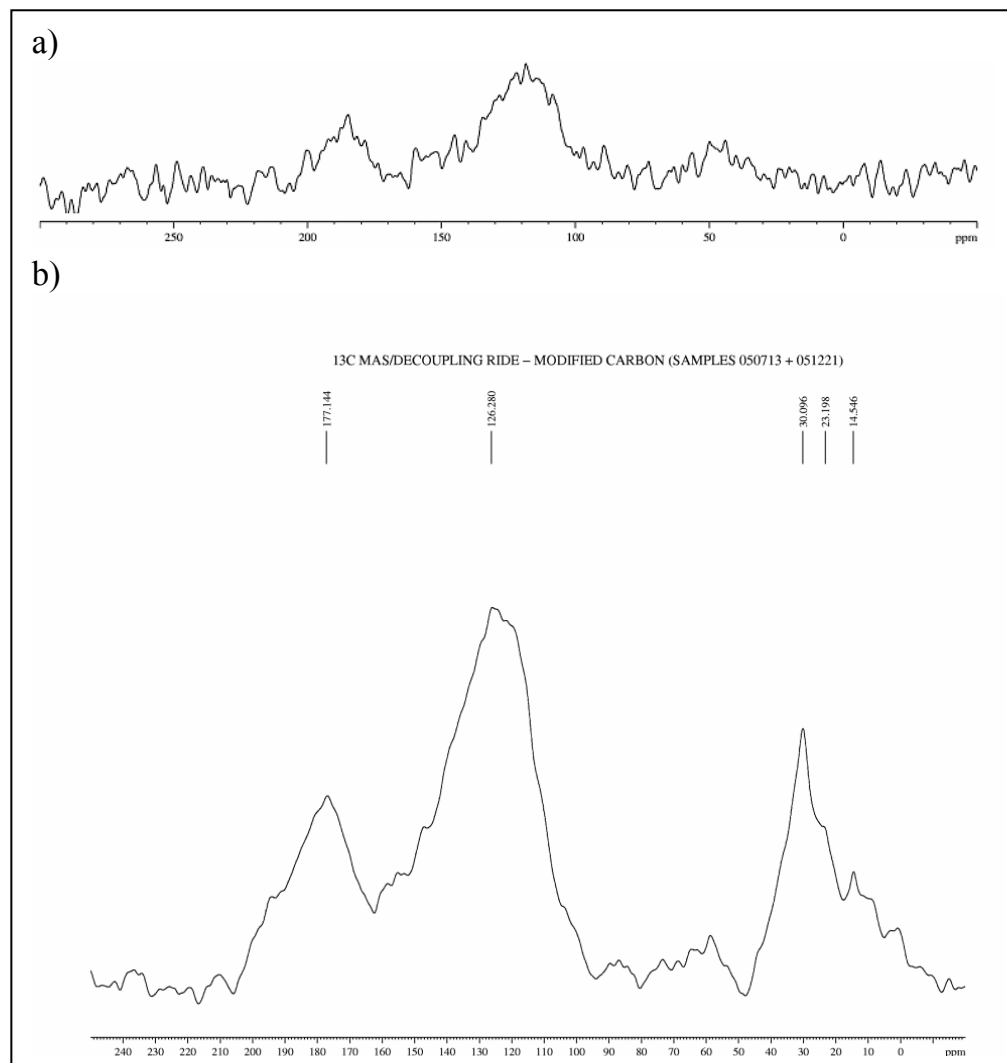 a)
250 200 150 100 50 0 ppm
b)
13C MAS/DECOUPLING RIDE – MODIFIED CARBON (SAMPLES 050713 + 051221)
177.144 126.280 30.096 23.198 14.546
240 230 220 210 200 190 180 170 160 150 140 130 120 110 100 90 80 70 60 50 40 30 20 10 0 ppm